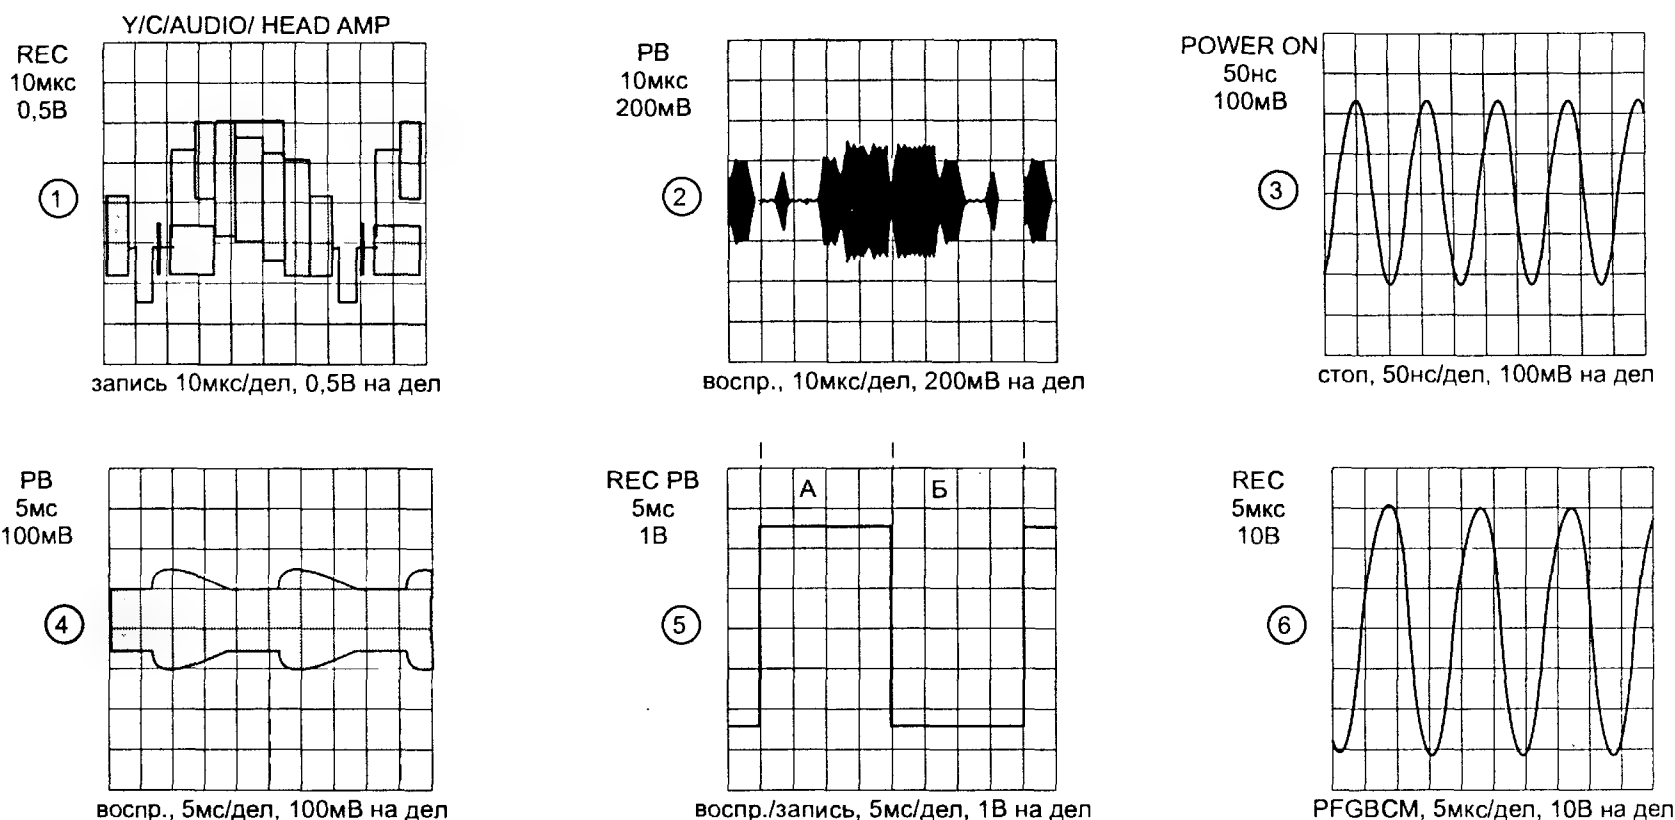 Y/C/AUDIO/ HEAD AMP
REC
10мкс
0,5В
1
запись 10мкс/дел, 0,5В на дел
PB
10мкс
200мВ
2
воспр., 10мкс/дел, 200мВ на дел
POWER ON
50нс
100мВ
3
стоп, 50нс/дел, 100мВ на дел
PB
5мс
100мВ
4
воспр., 5мс/дел, 100мВ на дел
REC PB
5мс
1В
А
Б
5
воспр./запись, 5мс/дел, 1В на дел
REC
5мкс
10В
6
PFGBCM, 5мкс/дел, 10В на дел